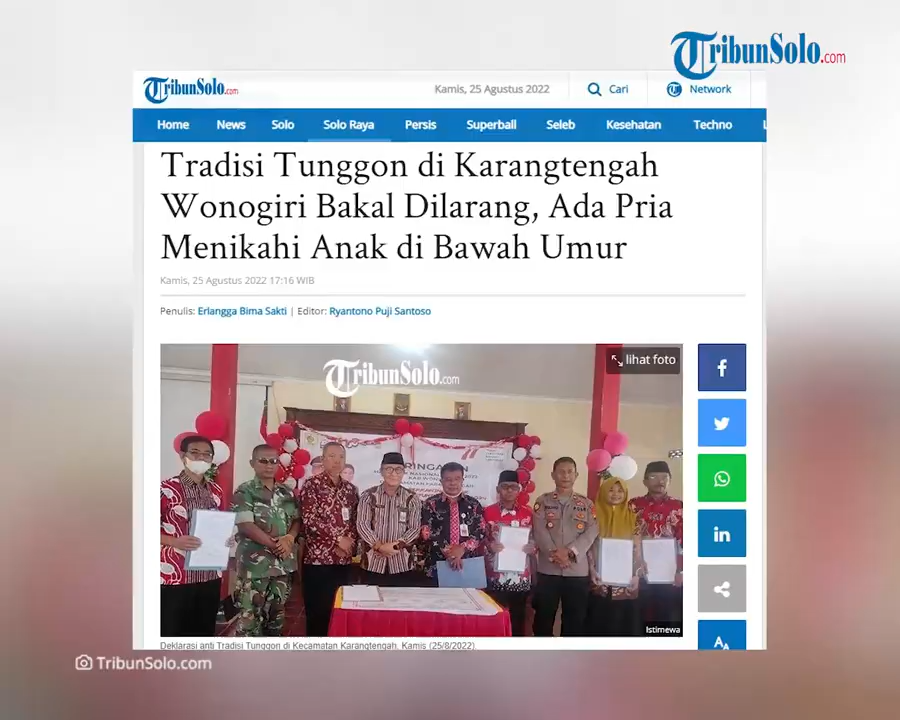 TribunSolo.com
TribunSolo.com
Kamis, 25 Agustus 2022
Cari
Network
Home News Solo Solo Raya Persis Superball Seleb Kesehatan Techno
Tradisi Tunggon di Karangtengah
Wonogiri Bakal Dilarang, Ada Pria
Menikahi Anak di Bawah Umur
Kamis, 25 Agustus 2022 17:16 WIB
Penulis: Erlangga Bima Sakti | Editor: Ryantono Puji Santoso
lihat foto
TribunSolo.com
Istimewa
Deklarasi anti Tradisi Tunggon di Kecamatan Karangtengah, Kamis (25/8/2022).
TribunSolo.com